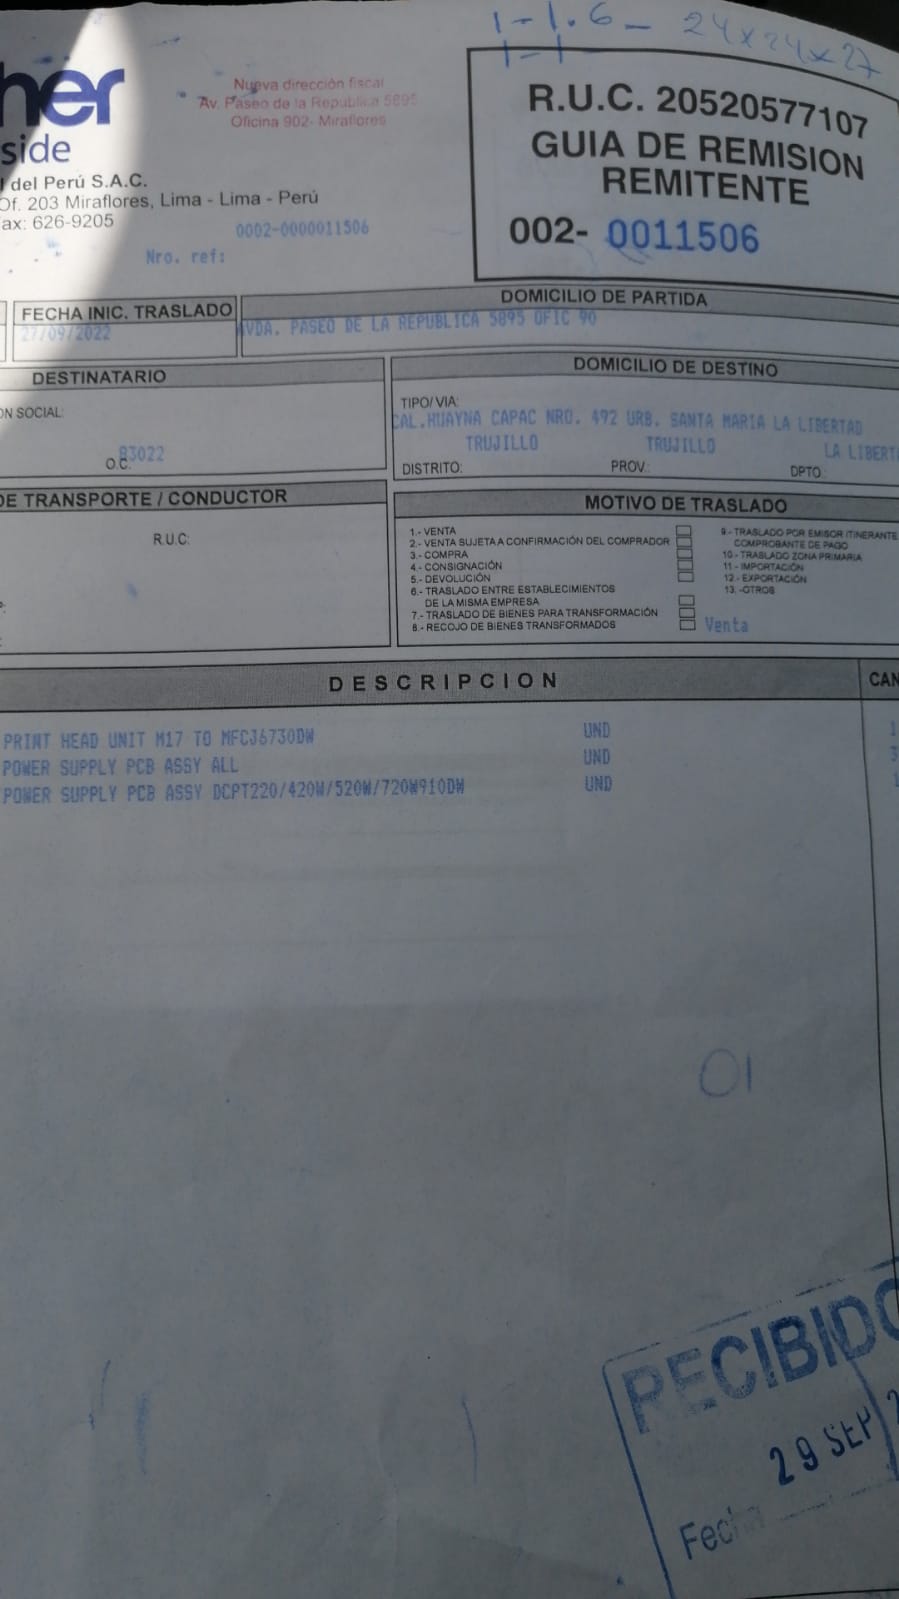 1-1.6- 24x24x27
1-1
her
side
Nueva dirección fiscal
Av. Paseo de la República 5895
Oficina 902- Miraflores
l del Perú S.A.C.
Of. 203 Miraflores, Lima - Lima - Perú
ax: 626-9205
0002-0000011506
Nro. ref:
R.U.C. 20520577107
GUIA DE REMISION
REMITENTE
002- 0011506
FECHA INIC. TRASLADO
27/09/2022
DOMICILIO DE PARTIDA
AVDA. PASEO DE LA REPUBLICA 5895 OFIC 90
DESTINATARIO
ON SOCIAL:
83022
O.C.
DOMICILIO DE DESTINO
TIPO/VIA:
CAL.HUAYNA CAPAC NRO. 492 URB. SANTA MARIA LA LIBERTAD
TRUJILLO TRUJILLO LA LIBERT
DISTRITO: PROV.: DPTO
DE TRANSPORTE / CONDUCTOR
R.U.C:
MOTIVO DE TRASLADO
1.- VENTA
2.- VENTA SUJETA A CONFIRMACIÓN DEL COMPRADOR
3.- COMPRA
4.- CONSIGNACIÓN
5.- DEVOLUCIÓN
6.- TRASLADO ENTRE ESTABLECIMIENTOS
DE LA MISMA EMPRESA
7.- TRASLADO DE BIENES PARA TRANSFORMACIÓN
8.- RECOJO DE BIENES TRANSFORMADOS
9.- TRASLADO POR EMISOR ITINERANTE
COMPROBANTE DE PAGO
10.- TRASLADO ZONA PRIMARIA
11.- IMPORTACIÓN
12.- EXPORTACIÓN
13.-OTROS
Venta
DESCRIPCION CAN
PRINT HEAD UNIT M17 TO MFCJ6730DW UND 1
POWER SUPPLY PCB ASSY ALL UND 3
POWER SUPPLY PCB ASSY DCPT220/420W/520W/720W910DW UND 1
01
RECIBIDO
29 SEP 2
Fecha